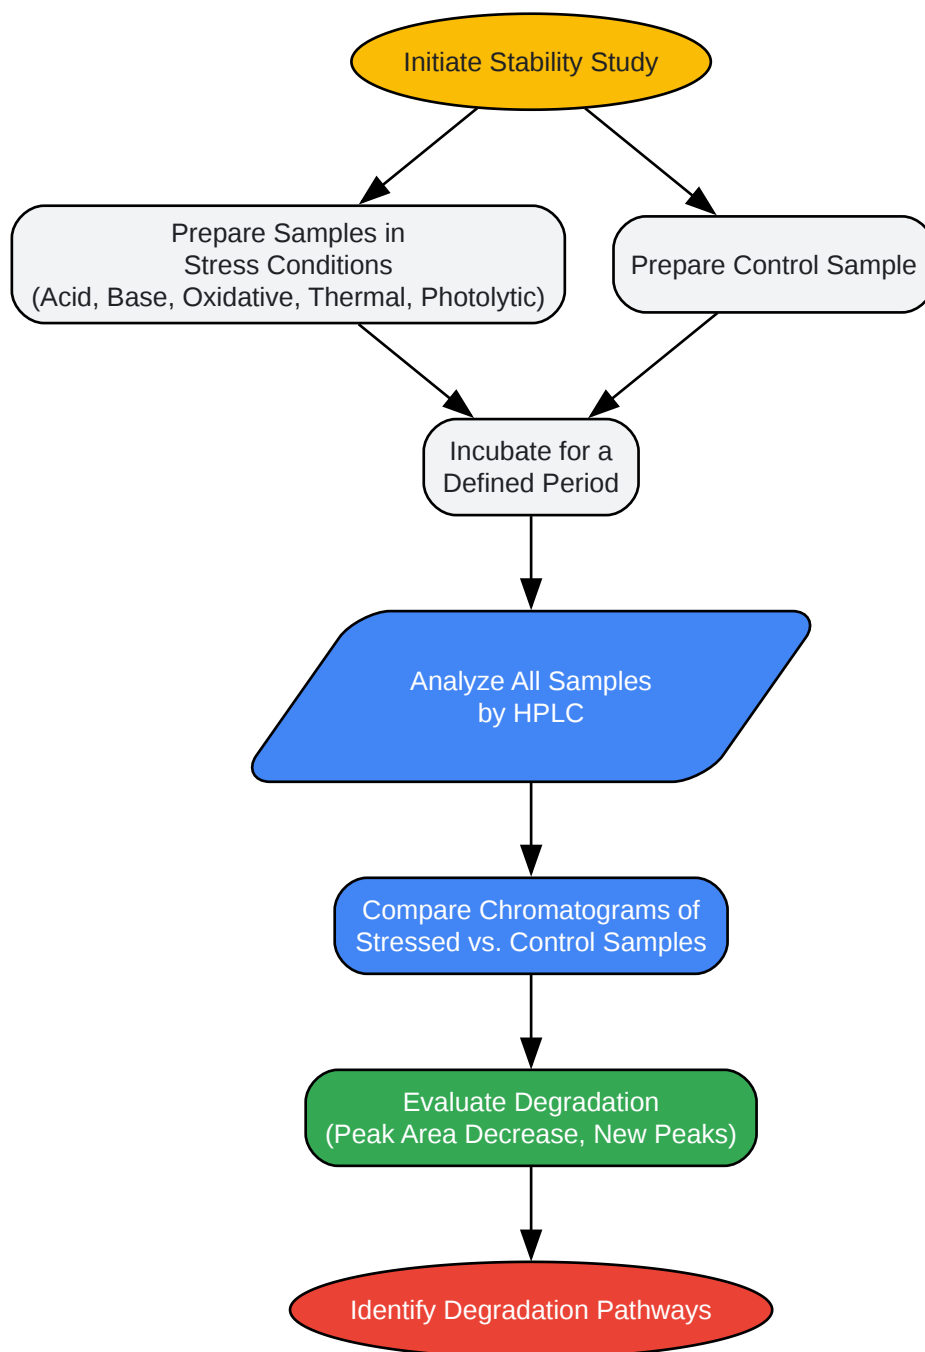 Initiate Stability Study
Prepare Samples in
Stress Conditions
(Acid, Base, Oxidative, Thermal, Photolytic)
Prepare Control Sample
Incubate for a
Defined Period
Analyze All Samples
by HPLC
Compare Chromatograms of
Stressed vs. Control Samples
Evaluate Degradation
(Peak Area Decrease, New Peaks)
Identify Degradation Pathways